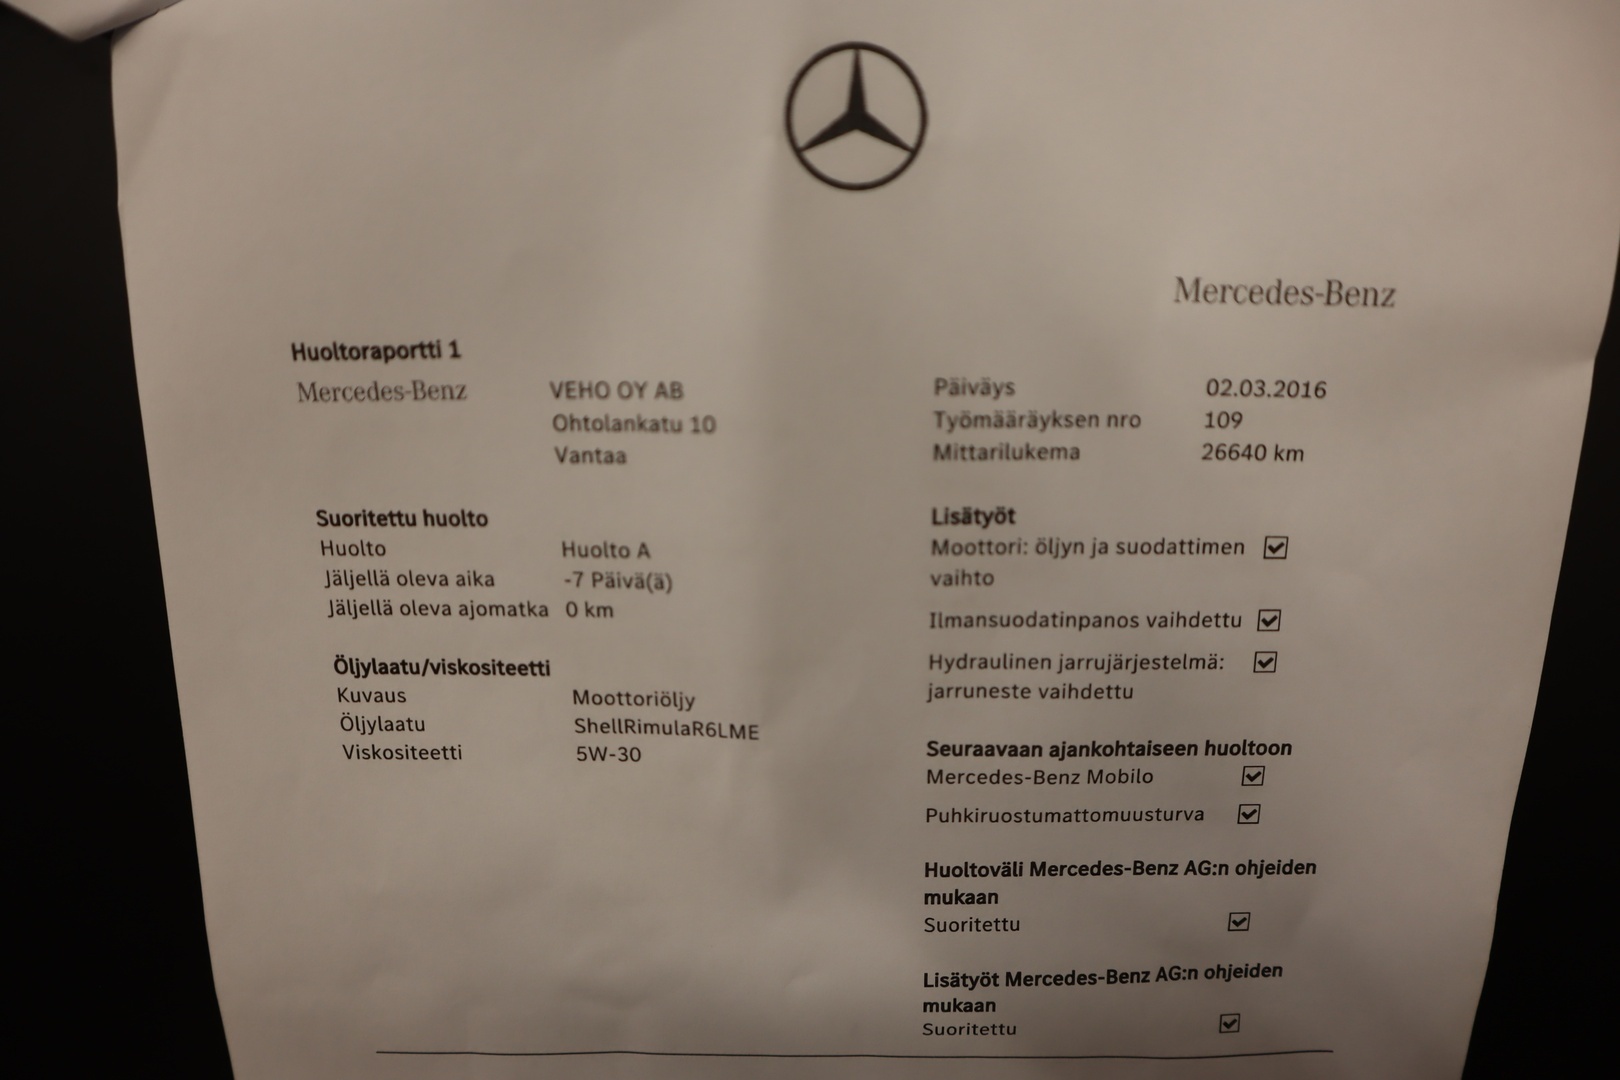 Mercedes-Benz
Huoltoraportti 1
Mercedes-Benz
VEHO OY AB
Ohtolankatu 10
Vantaa
Päiväys 02.03.2016
Työmääräyksen nro 109
Mittarilukema 26640 km
Suoritettu huolto
Huolto Huolto A
Jäljellä oleva aika -7 Päivä(ä)
Jäljellä oleva ajomatka 0 km
Öljylaatu/viskositeetti
Kuvaus Moottoriöljy
Öljylaatu ShellRimulaR6LME
Viskositeetti 5W-30
Lisätyöt
Moottori: öljyn ja suodattimen
vaihto
Ilmansuodatinpanos vaihdettu
Hydraulinen jarrujärjestelmä:
jarruneste vaihdettu
Seuraavaan ajankohtaiseen huoltoon
Mercedes-Benz Mobilo
Puhkiruostumattomuusturva
Huoltoväli Mercedes-Benz AG:n ohjeiden
mukaan
Suoritettu
Lisätyöt Mercedes-Benz AG:n ohjeiden
mukaan
Suoritettu